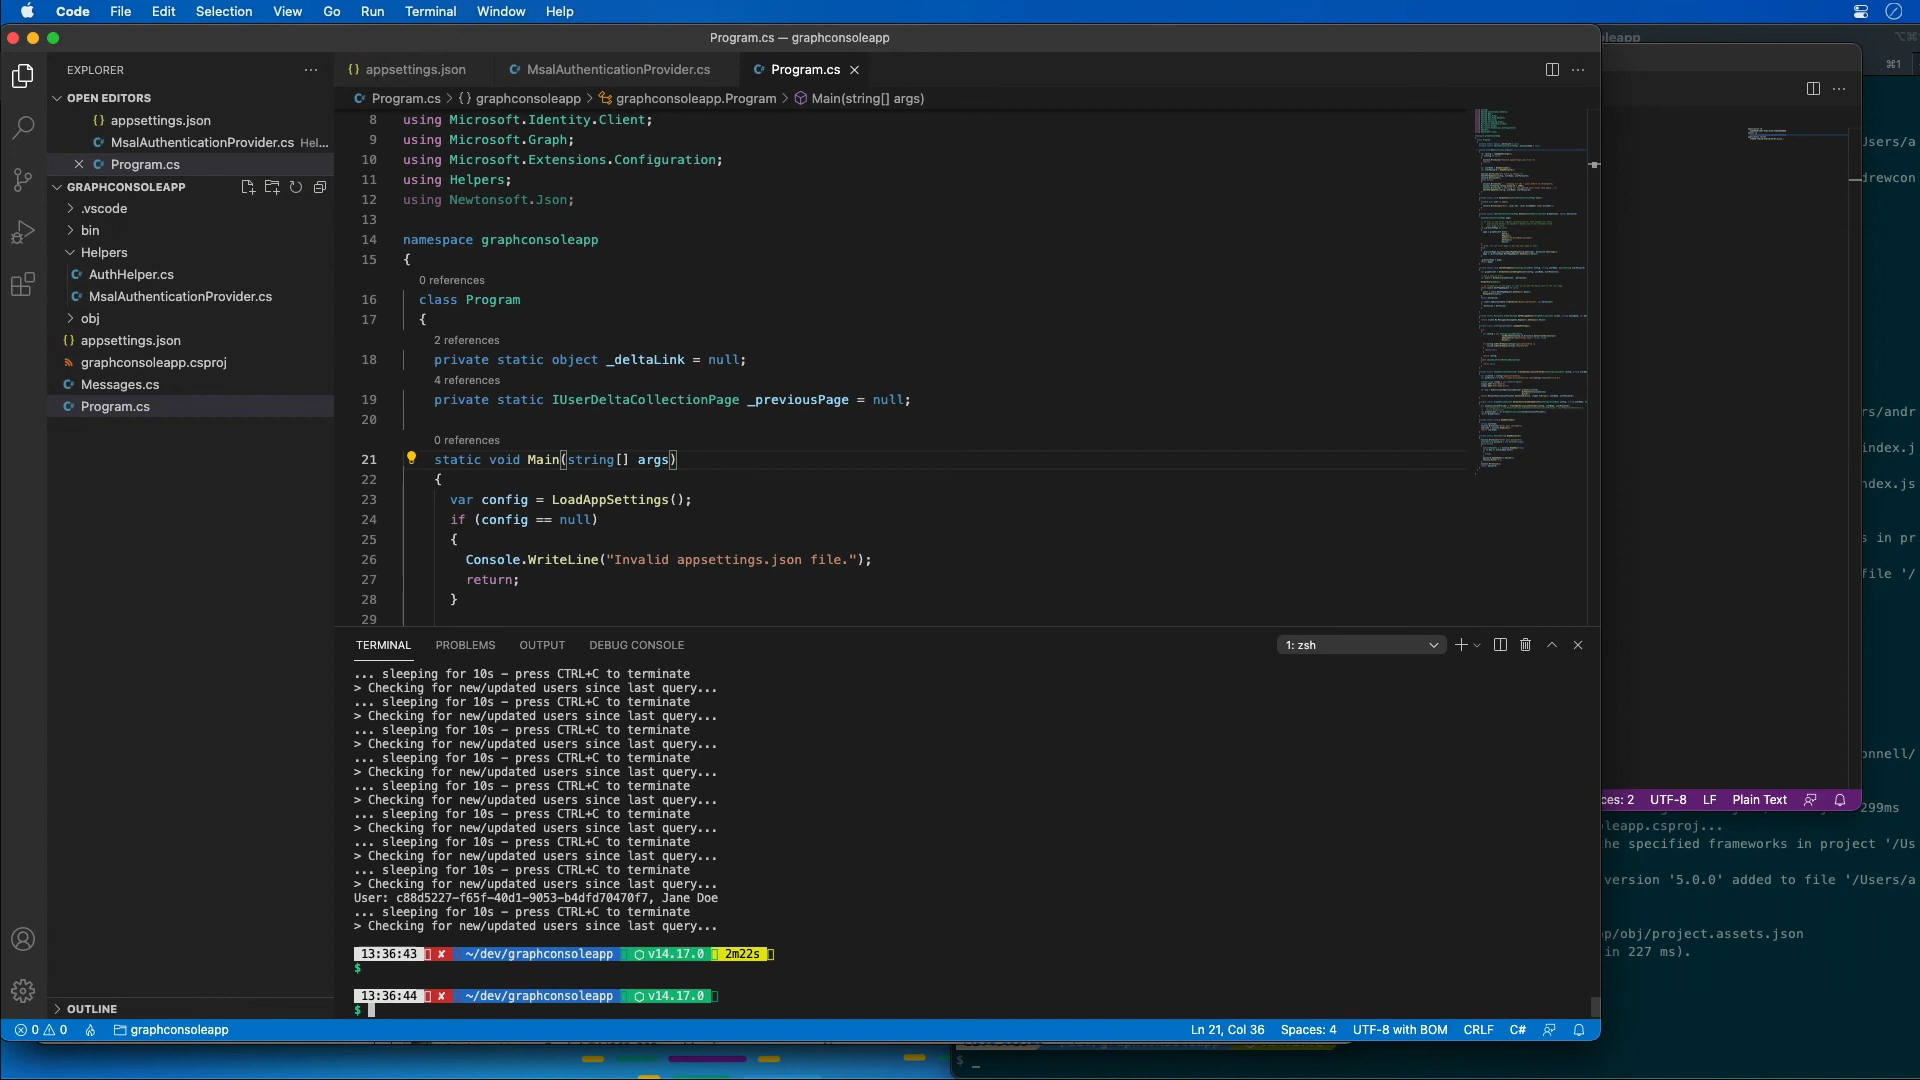 Code File Edit Selection View Go Run Terminal Window Help
Program.cs — graphconsoleapp
EXPLORER
OPEN EDITORS
appsettings.json
MsalAuthenticationProvider.cs Hel...
Program.cs
GRAPHCONSOLEAPP
.vscode
bin
Helpers
AuthHelper.cs
MsalAuthenticationProvider.cs
obj
appsettings.json
graphconsoleapp.csproj
Messages.cs
Program.cs
OUTLINE
appsettings.json MsalAuthenticationProvider.cs Program.cs
Program.cs > {} graphconsoleapp > graphconsoleapp.Program > Main(string[] args)
8 using Microsoft.Identity.Client;
9 using Microsoft.Graph;
10 using Microsoft.Extensions.Configuration;
11 using Helpers;
12 using Newtonsoft.Json;
13
14 namespace graphconsoleapp
15 {
0 references
16 class Program
17 {
2 references
18 private static object _deltaLink = null;
4 references
19 private static IUserDeltaCollectionPage _previousPage = null;
20
0 references
21 static void Main(string[] args)
22 {
23 var config = LoadAppSettings();
24 if (config == null)
25 {
26 Console.WriteLine("Invalid appsettings.json file.");
27 return;
28 }
29
TERMINAL PROBLEMS OUTPUT DEBUG CONSOLE 1: zsh
... sleeping for 10s – press CTRL+C to terminate
> Checking for new/updated users since last query...
... sleeping for 10s – press CTRL+C to terminate
> Checking for new/updated users since last query...
... sleeping for 10s – press CTRL+C to terminate
> Checking for new/updated users since last query...
... sleeping for 10s – press CTRL+C to terminate
> Checking for new/updated users since last query...
... sleeping for 10s – press CTRL+C to terminate
> Checking for new/updated users since last query...
... sleeping for 10s – press CTRL+C to terminate
> Checking for new/updated users since last query...
... sleeping for 10s – press CTRL+C to terminate
> Checking for new/updated users since last query...
... sleeping for 10s – press CTRL+C to terminate
> Checking for new/updated users since last query...
User: c88d5227-f65f-40d1-9053-b4dfd70470f7, Jane Doe
... sleeping for 10s – press CTRL+C to terminate
> Checking for new/updated users since last query...
13:36:43 ✘ ~/dev/graphconsoleapp v14.17.0 2m22s
$
13:36:44 ✘ ~/dev/graphconsoleapp v14.17.0
$
0 0 graphconsoleapp Ln 21, Col 36 Spaces: 4 UTF-8 with BOM CRLF C#
leapp
⌘1
Jsers/a
drewcon
rs/andr
index.j
ndex.js
s in pr
file '/
onnell/
ces: 2 UTF-8 LF Plain Text
299ms
leapp.csproj...
he specified frameworks in project '/Us
version '5.0.0' added to file '/Users/a
p/obj/project.assets.json
in 227 ms).
$ _